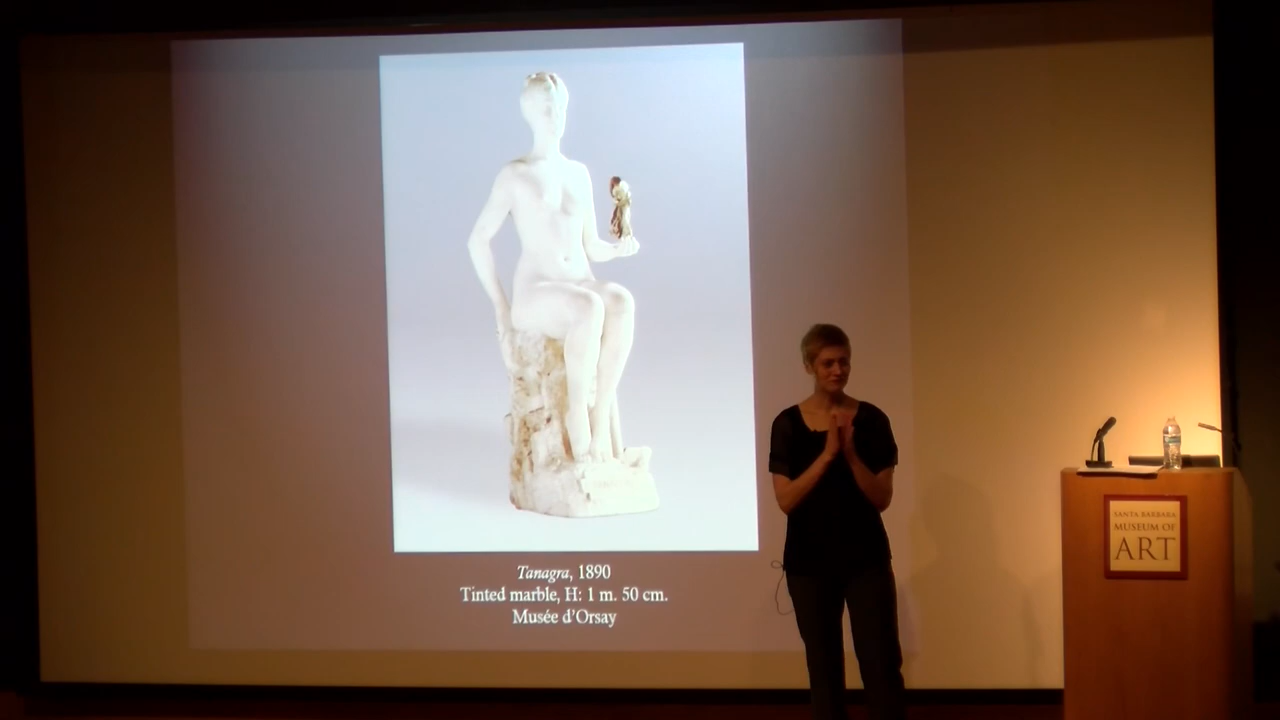 Tanagra, 1890
Tinted marble, H: 1 m. 50 cm.
Musée d'Orsay
SANTA BARBARA
MUSEUM OF
ART